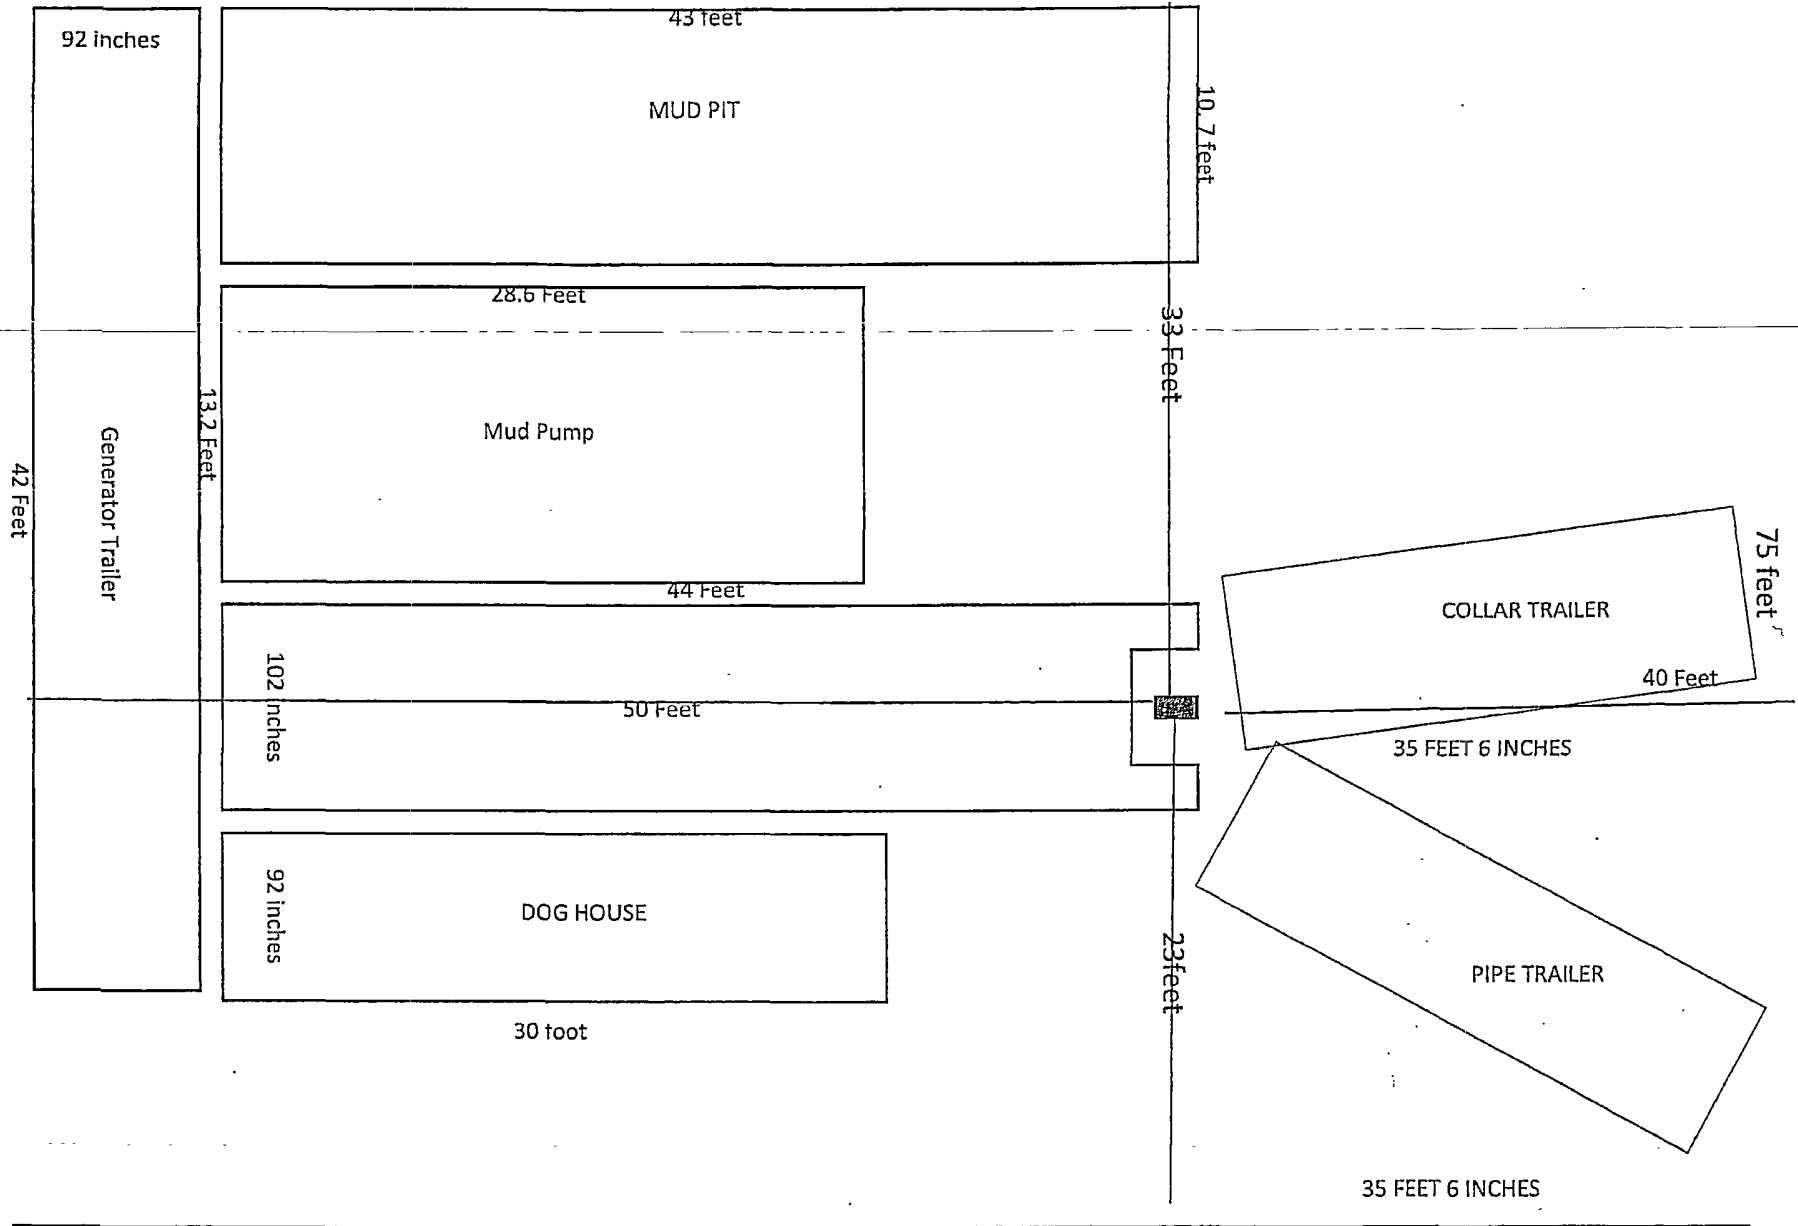 43 feet
92 inches
MUD PIT
10. 7 feet
28.6 Feet
33 Feet
13.2 Feet
Mud Pump
Generator Trailer
42 Feet
44 Feet
75 feet
COLLAR TRAILER
102 inches
40 Feet
50 Feet
35 FEET 6 INCHES
92 inches
DOG HOUSE
23feet
PIPE TRAILER
30 foot
35 FEET 6 INCHES